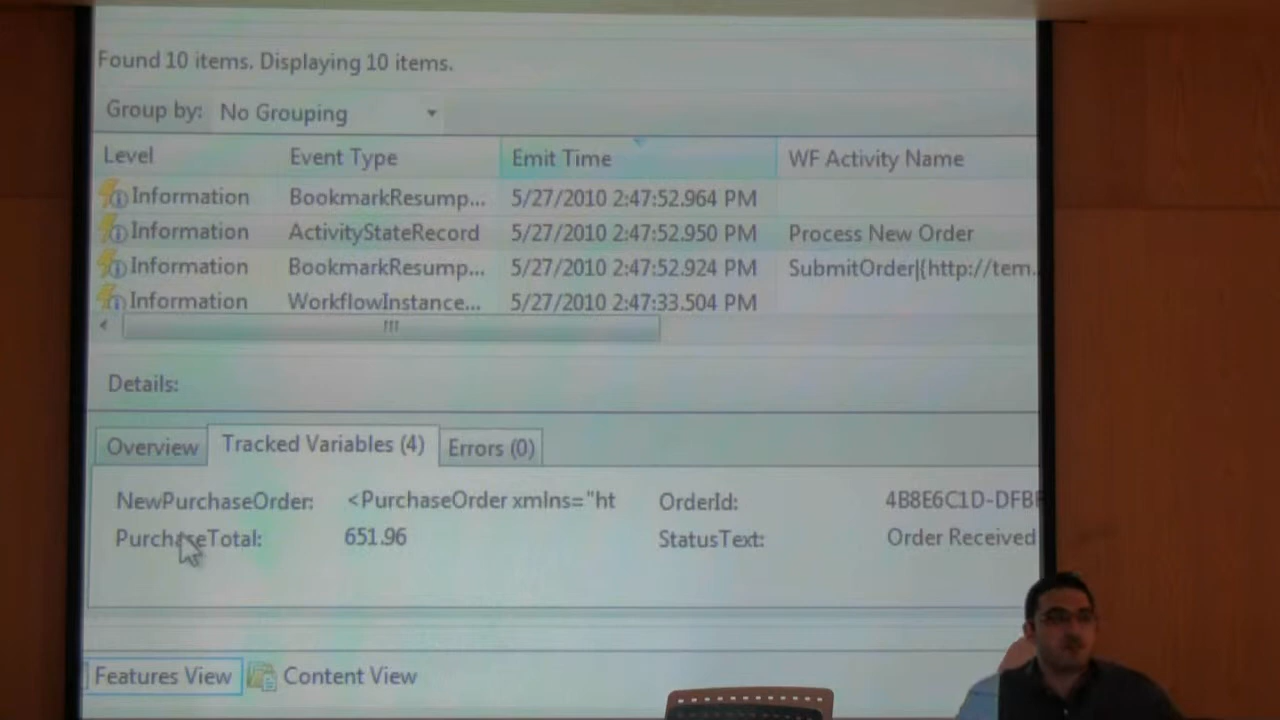 Found 10 items. Displaying 10 items.
Group by: No Grouping
Level Event Type Emit Time WF Activity Name
Information BookmarkResump... 5/27/2010 2:47:52.964 PM
Information ActivityStateRecord 5/27/2010 2:47:52.950 PM Process New Order
Information BookmarkResump... 5/27/2010 2:47:52.924 PM SubmitOrder|{http://tem...
Information WorkflowInstance... 5/27/2010 2:47:33.504 PM
Details:
Overview Tracked Variables (4) Errors (0)
NewPurchaseOrder: <PurchaseOrder xmlns="ht OrderId: 4B8E6C1D-DFBF
PurchaseTotal: 651.96 StatusText: Order Received
Features View Content View